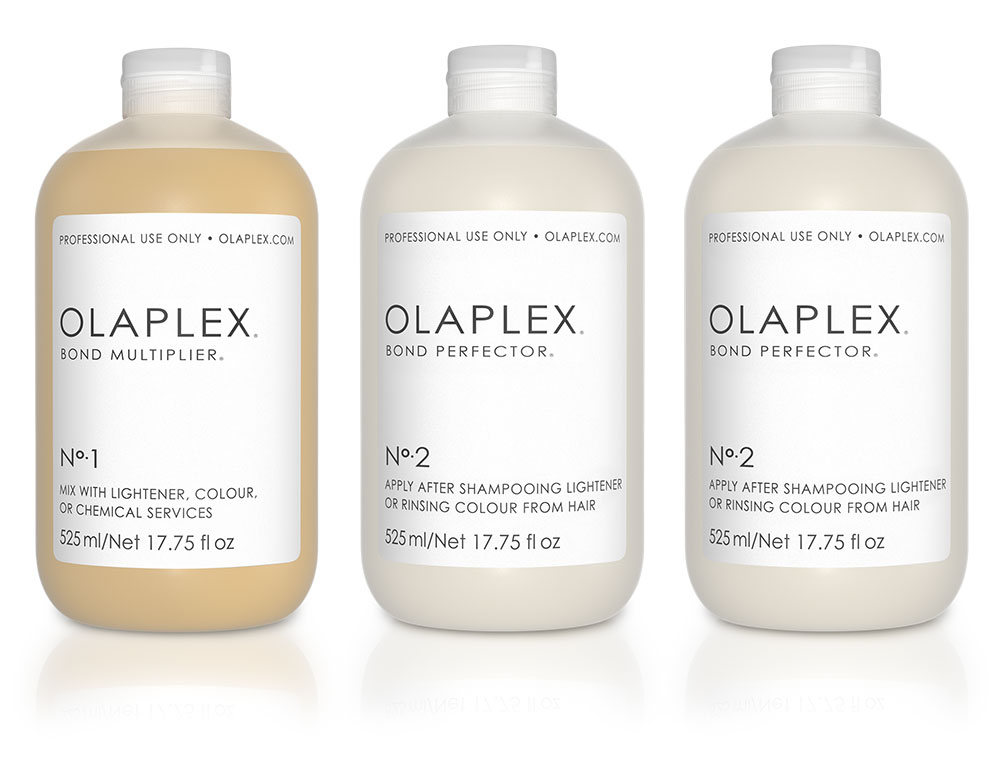 PROFESSIONAL USE ONLY • OLAPLEX.COM
OLAPLEX®
BOND MULTIPLIER®
Nº.1
MIX WITH LIGHTENER, COLOUR,
OR CHEMICAL SERVICES
525 ml/Net 17.75 fl oz
PROFESSIONAL USE ONLY • OLAPLEX.COM
OLAPLEX®
BOND PERFECTOR®
Nº.2
APPLY AFTER SHAMPOOING LIGHTENER
OR RINSING COLOUR FROM HAIR
525 ml/Net 17.75 fl oz
PROFESSIONAL USE ONLY • OLAPLEX.COM
OLAPLEX®
BOND PERFECTOR®
Nº.2
APPLY AFTER SHAMPOOING LIGHTENER
OR RINSING COLOUR FROM HAIR
525 ml/Net 17.75 fl oz